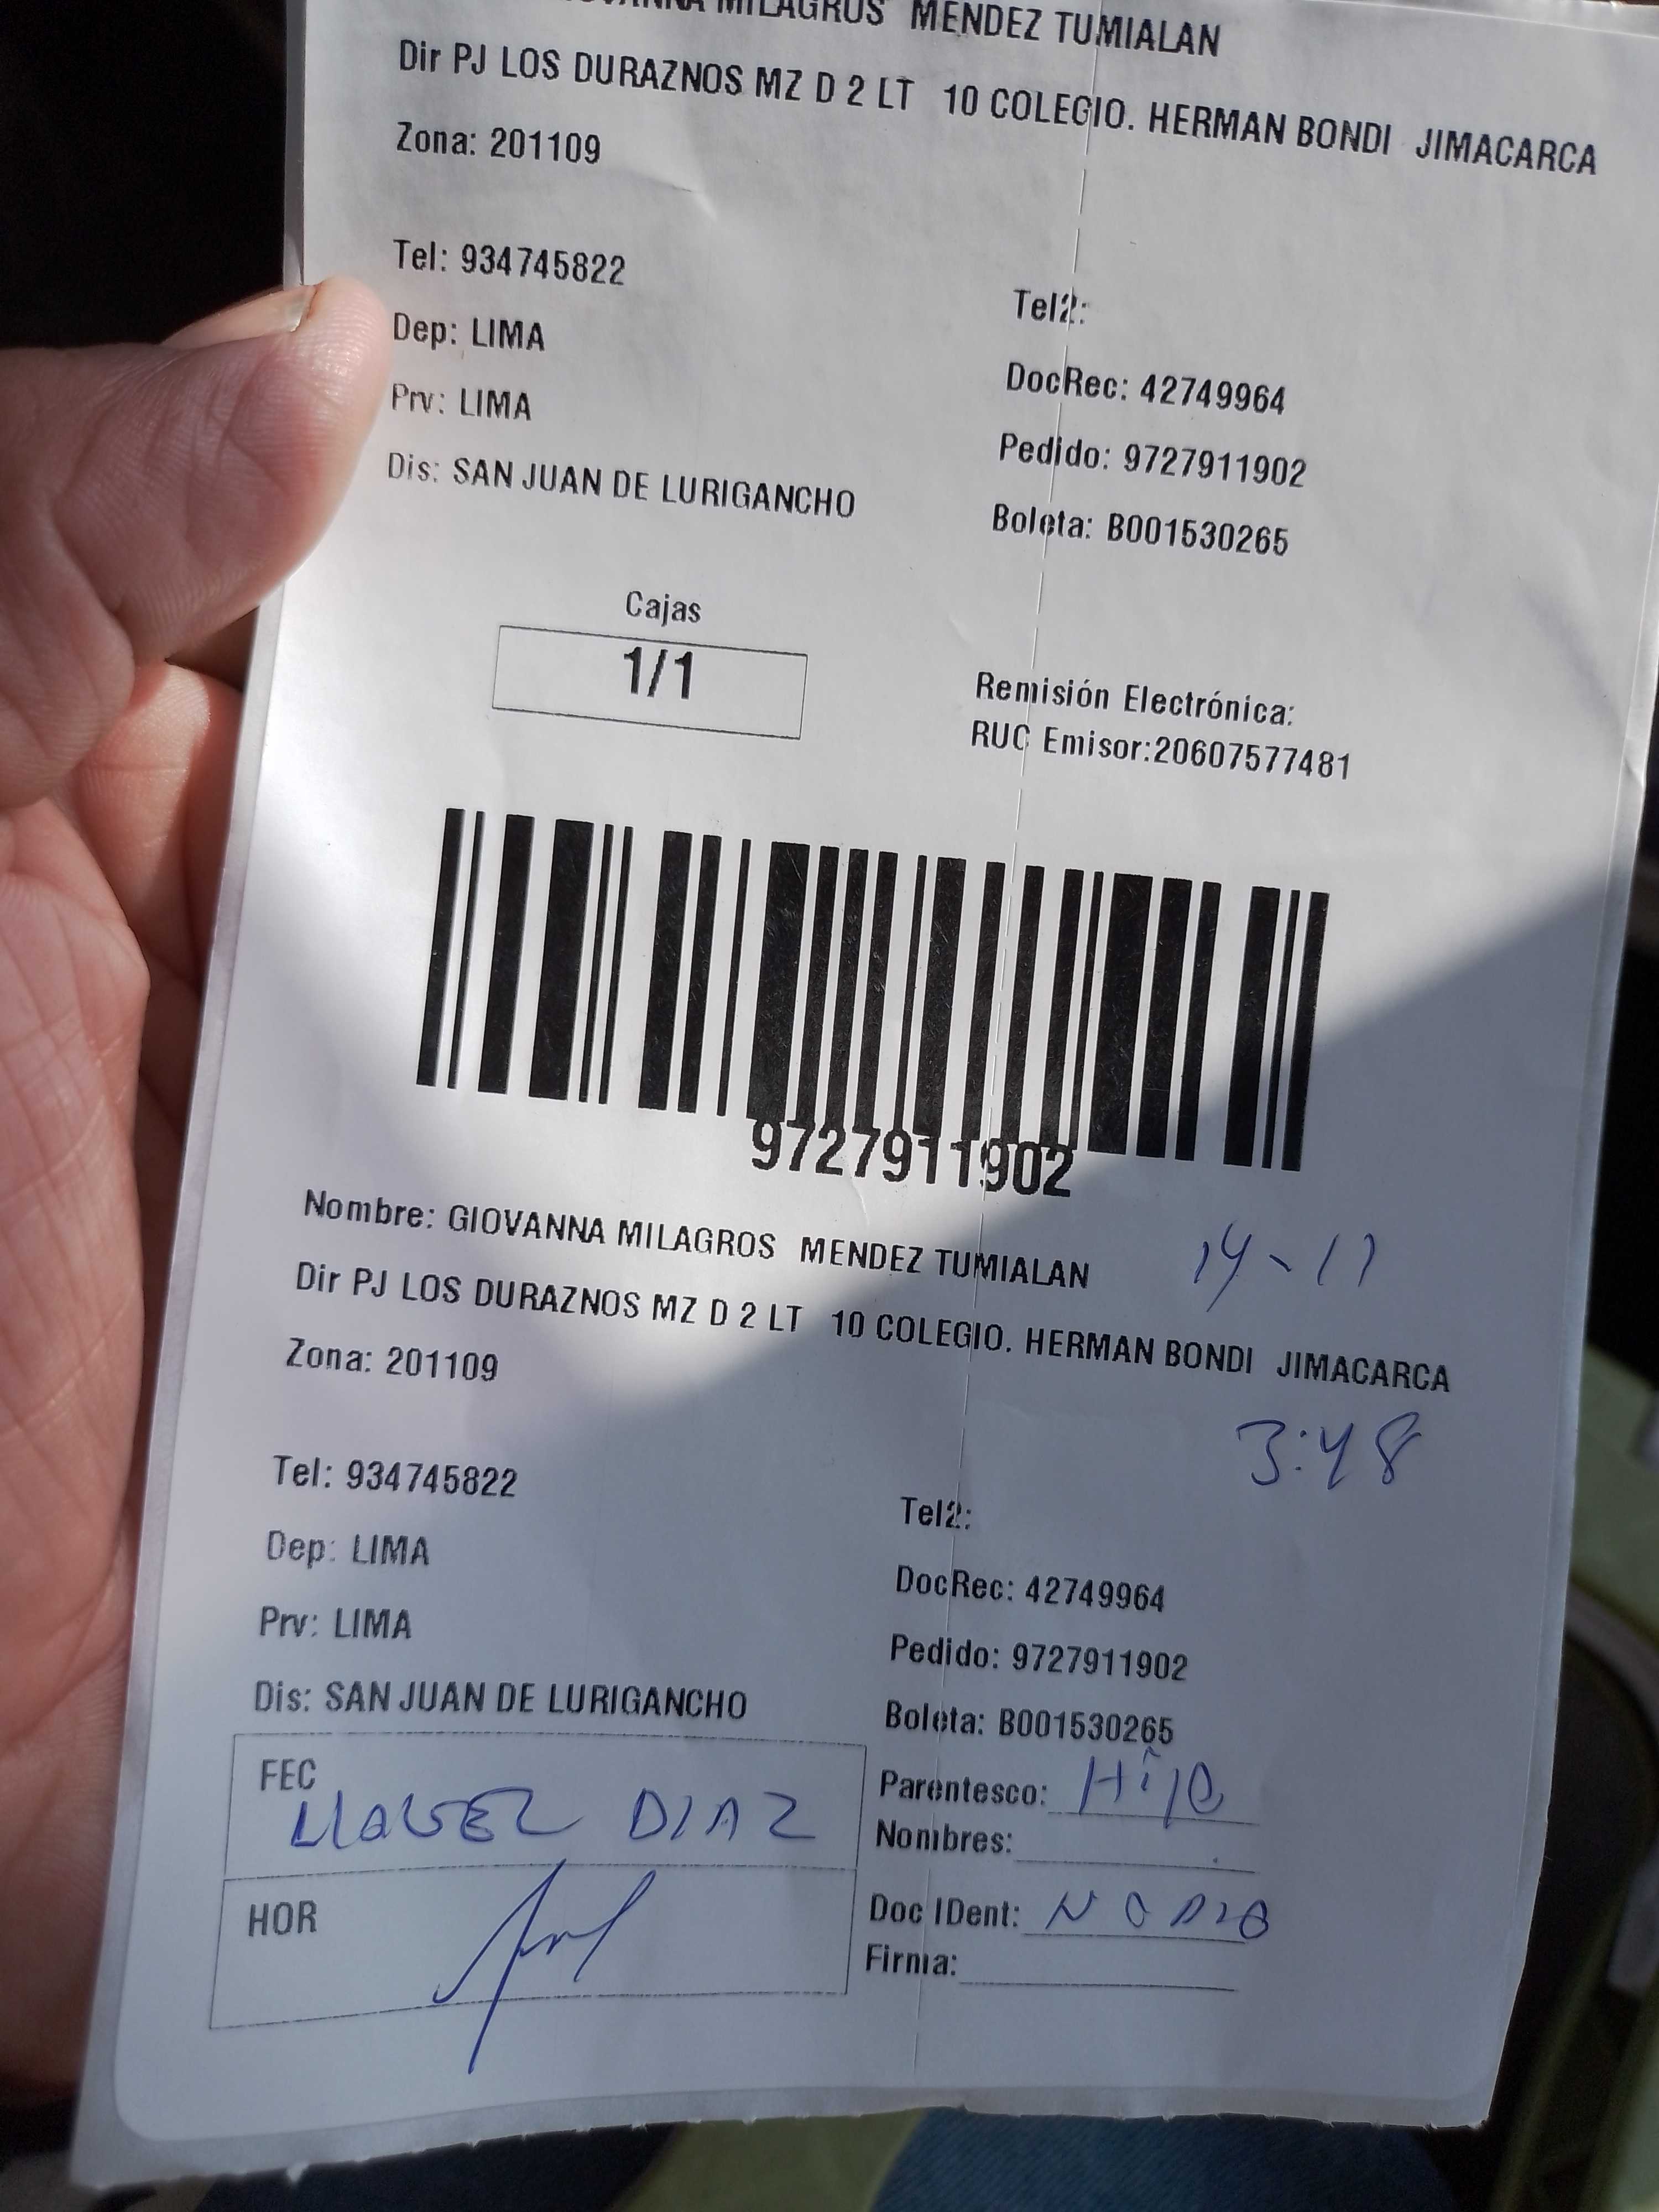 MILAGROS MENDEZ TUMIALAN
Dir PJ LOS DURAZNOS MZ D 2 LT 10 COLEGIO. HERMAN BONDI JIMACARCA
Zona: 201109
Tel: 934745822
Tel2:
Dep: LIMA
DocRec: 42749964
Prv: LIMA
Pedido: 9727911902
Dis: SAN JUAN DE LURIGANCHO
Boleta: B001530265
Cajas
1/1
Remisión Electrónica:
RUC Emisor:20607577481
9727911902
Nombre: GIOVANNA MILAGROS MENDEZ TUMIALAN 14-11
Dir PJ LOS DURAZNOS MZ D 2 LT 10 COLEGIO. HERMAN BONDI JIMACARCA
Zona: 201109
3:48
Tel: 934745822
Tel2:
Dep: LIMA
DocRec: 42749964
Prv: LIMA
Pedido: 9727911902
Dis: SAN JUAN DE LURIGANCHO
Boleta: B001530265
FEC
DIAZ
Parentesco: Hijo
Nombres:
HOR
Doc IDent:
Firma: